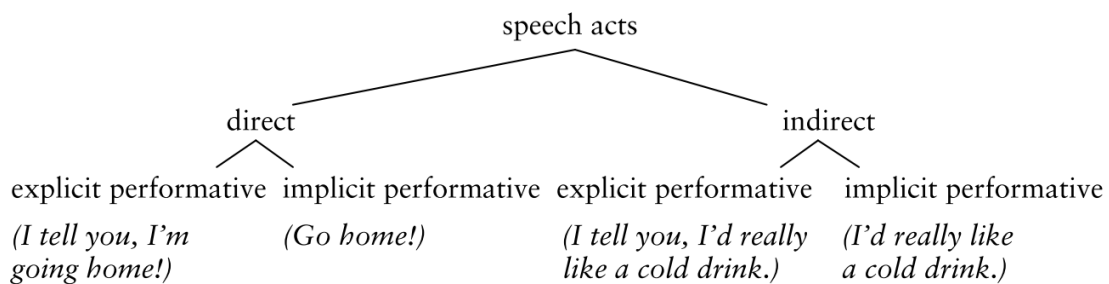 speech acts
direct indirect
explicit performative implicit performative explicit performative implicit performative
(I tell you, I'm (Go home!) (I tell you, I'd really (I'd really like
going home!) like a cold drink.) a cold drink.)